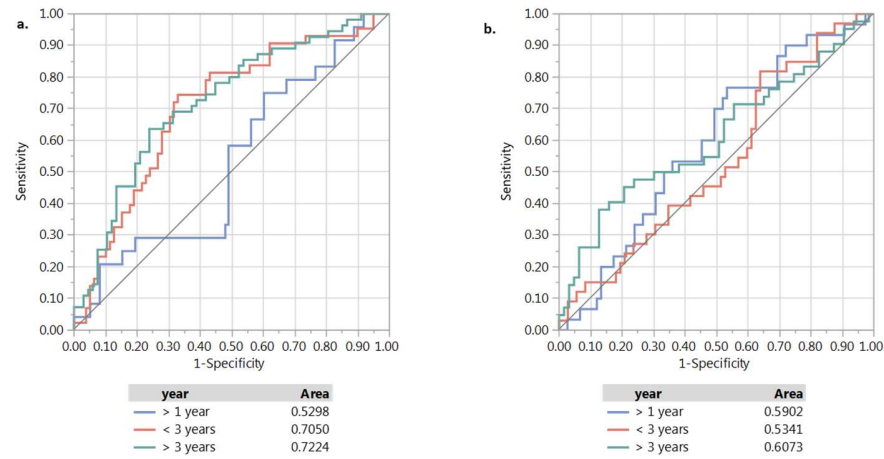 a.
1.00
0.90
0.80
0.70
0.60
0.50
0.40
0.30
0.20
0.10
0.00
Sensitivity
0.00 0.10 0.20 0.30 0.40 0.50 0.60 0.70 0.80 0.90 1.00
1-Specificity
year Area
> 1 year 0.5298
< 3 years 0.7050
> 3 years 0.7224
b.
1.00
0.90
0.80
0.70
0.60
0.50
0.40
0.30
0.20
0.10
0.00
Sensitivity
0.00 0.10 0.20 0.30 0.40 0.50 0.60 0.70 0.80 0.90 1.00
1-Specificity
year Area
> 1 year 0.5902
< 3 years 0.5341
> 3 years 0.6073